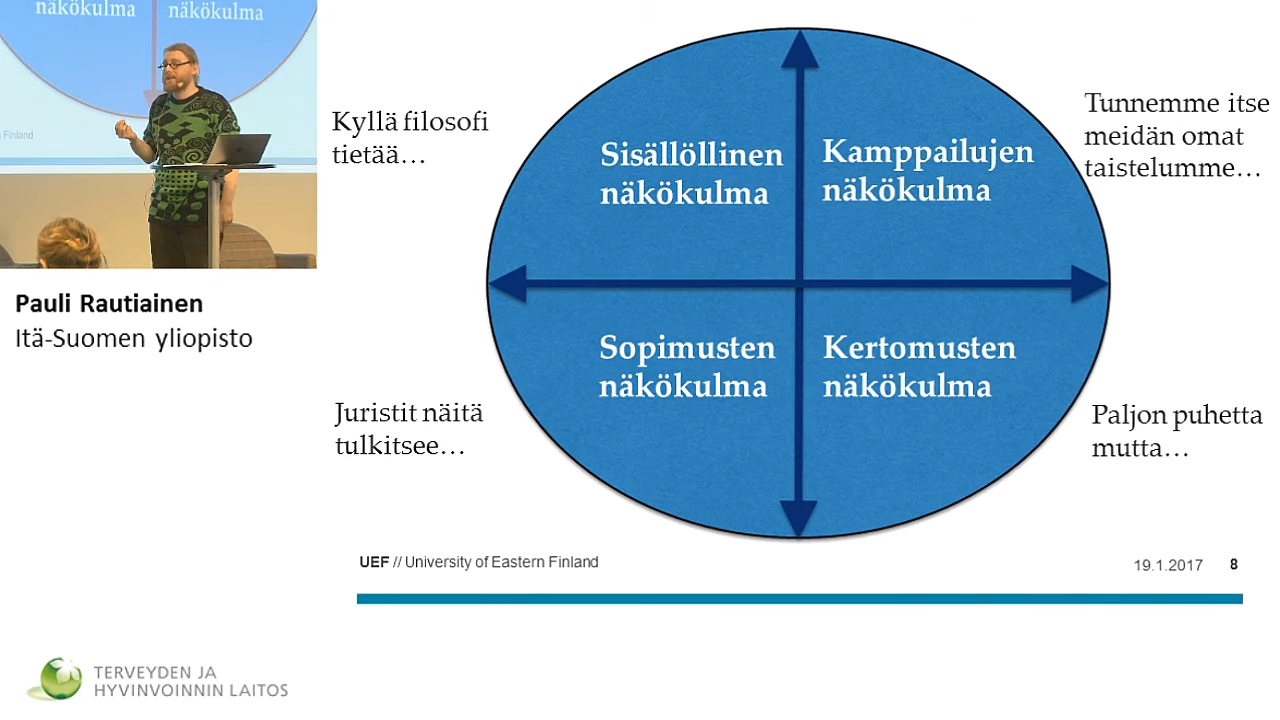 näkökulma
näkökulma
Finland
Pauli Rautiainen
Itä-Suomen yliopisto
Kyllä filosofi
tietää…
Sisällöllinen
näkökulma
Kamppailujen
näkökulma
Tunnemme itse
meidän omat
taistelumme…
Juristit näitä
tulkitsee…
Sopimusten
näkökulma
Kertomusten
näkökulma
Paljon puhetta
mutta…
UEF // University of Eastern Finland
19.1.2017 8
TERVEYDEN JA
HYVINVOINNIN LAITOS